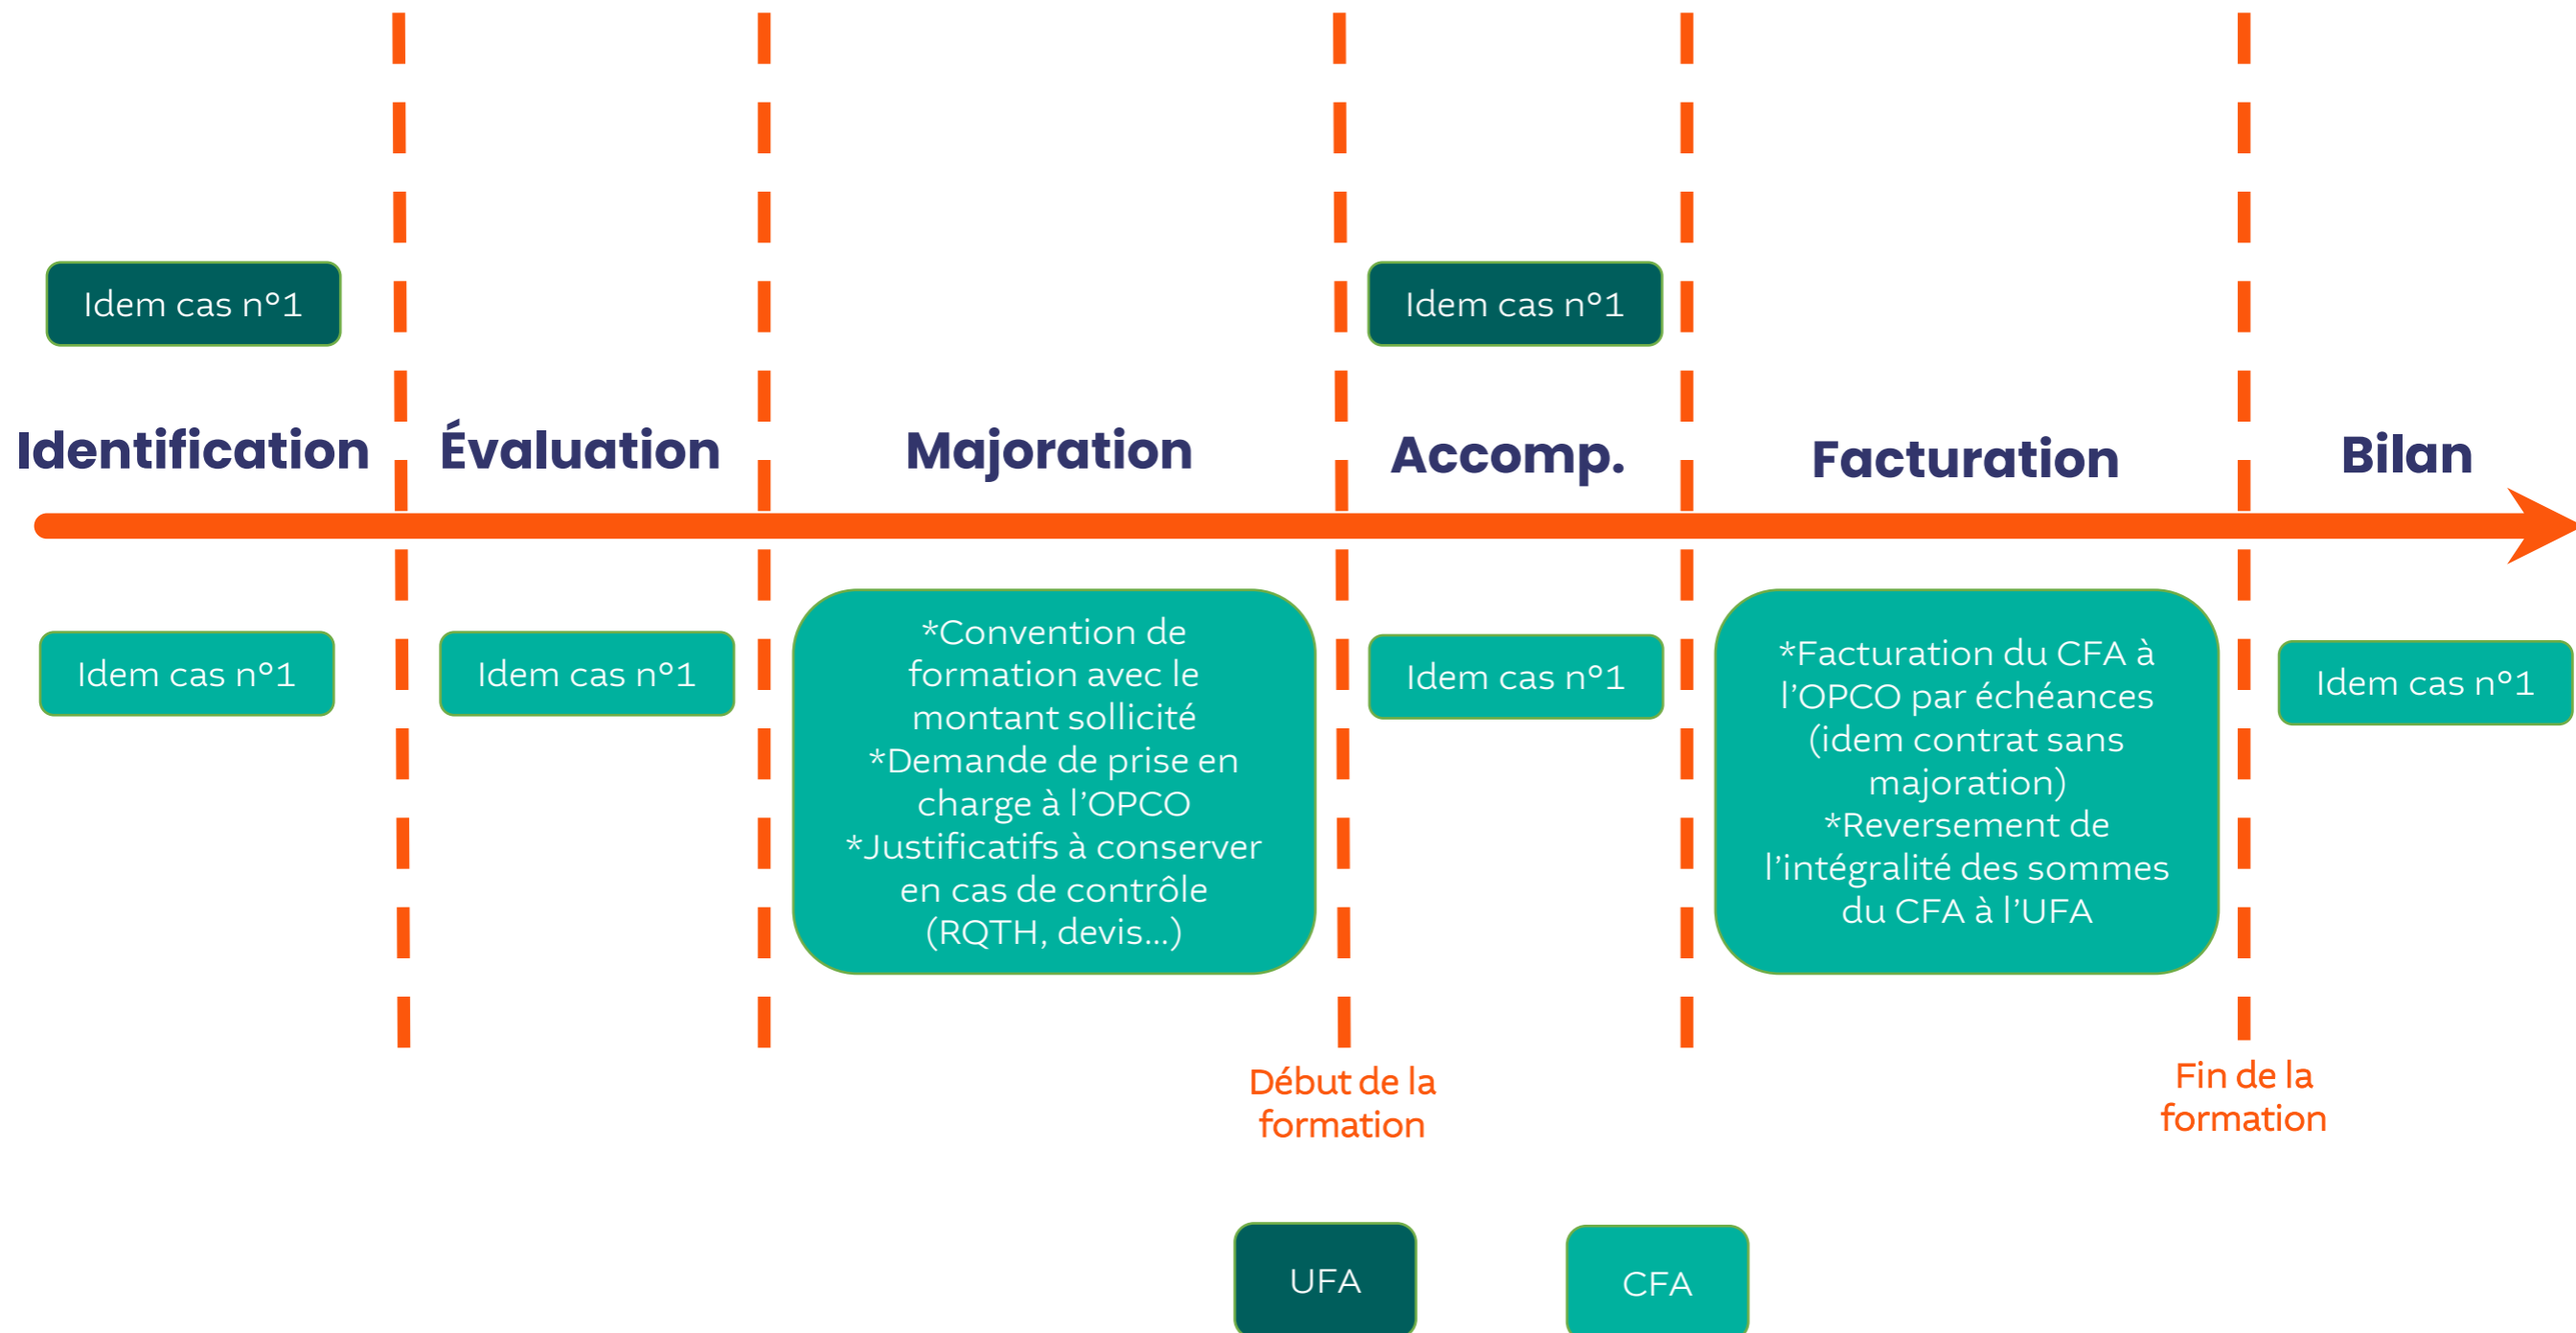 Idem cas n°1
Idem cas n°1
Identification
Évaluation
Majoration
Accomp.
Facturation
Bilan
Idem cas n°1
Idem cas n°1
*Convention de
formation avec le
montant sollicité
*Demande de prise en
charge à l'OPCO
*Justificatifs à conserver
en cas de contrôle
(RQTH, devis...)
Idem cas n°1
*Facturation du CFA à
l'OPCO par échéances
(idem contrat sans
majoration)
*Reversement de
l'intégralité des sommes
du CFA à l'UFA
Idem cas n°1
Début de la
formation
Fin de la
formation
UFA
CFA